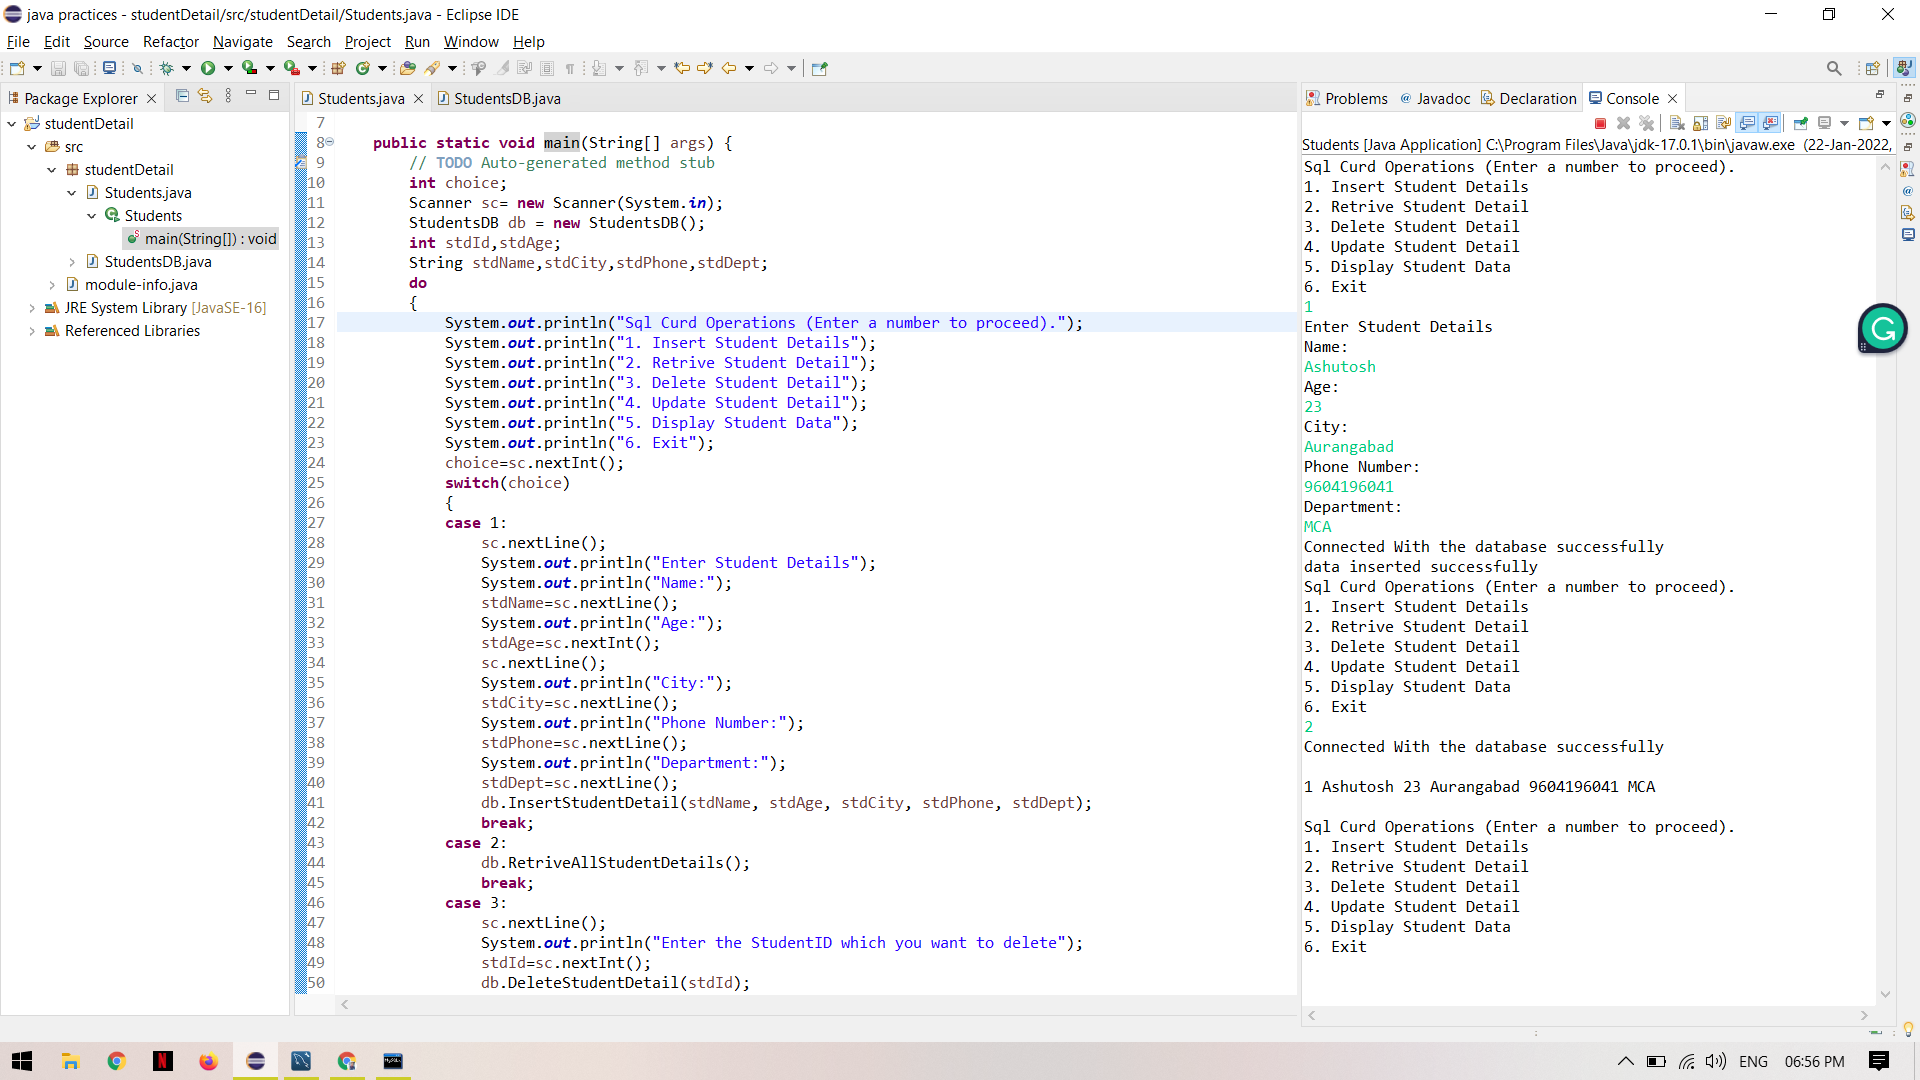 java practices - studentDetail/src/studentDetail/Students.java - Eclipse IDE
File Edit Source Refactor Navigate Search Project Run Window Help
Package Explorer
studentDetail
src
studentDetail
Students.java
Students
main(String[]) : void
StudentsDB.java
module-info.java
JRE System Library [JavaSE-16]
Referenced Libraries
Students.java StudentsDB.java
7
8 public static void main(String[] args) {
9 // TODO Auto-generated method stub
10 int choice;
11 Scanner sc= new Scanner(System.in);
12 StudentsDB db = new StudentsDB();
13 int stdId,stdAge;
14 String stdName,stdCity,stdPhone,stdDept;
15 do
16 {
17 System.out.println("Sql Curd Operations (Enter a number to proceed).");
18 System.out.println("1. Insert Student Details");
19 System.out.println("2. Retrive Student Detail");
20 System.out.println("3. Delete Student Detail");
21 System.out.println("4. Update Student Detail");
22 System.out.println("5. Display Student Data");
23 System.out.println("6. Exit");
24 choice=sc.nextInt();
25 switch(choice)
26 {
27 case 1:
28 sc.nextLine();
29 System.out.println("Enter Student Details");
30 System.out.println("Name:");
31 stdName=sc.nextLine();
32 System.out.println("Age:");
33 stdAge=sc.nextInt();
34 sc.nextLine();
35 System.out.println("City:");
36 stdCity=sc.nextLine();
37 System.out.println("Phone Number:");
38 stdPhone=sc.nextLine();
39 System.out.println("Department:");
40 stdDept=sc.nextLine();
41 db.InsertStudentDetail(stdName, stdAge, stdCity, stdPhone, stdDept);
42 break;
43 case 2:
44 db.RetriveAllStudentDetails();
45 break;
46 case 3:
47 sc.nextLine();
48 System.out.println("Enter the StudentID which you want to delete");
49 stdId=sc.nextInt();
50 db.DeleteStudentDetail(stdId);
Problems @ Javadoc Declaration Console
Students [Java Application] C:\Program Files\Java\jdk-17.0.1\bin\javaw.exe (22-Jan-2022,
Sql Curd Operations (Enter a number to proceed).
1. Insert Student Details
2. Retrive Student Detail
3. Delete Student Detail
4. Update Student Detail
5. Display Student Data
6. Exit
1
Enter Student Details
Name:
Ashutosh
Age:
23
City:
Aurangabad
Phone Number:
9604196041
Department:
MCA
Connected With the database successfully
data inserted successfully
Sql Curd Operations (Enter a number to proceed).
1. Insert Student Details
2. Retrive Student Detail
3. Delete Student Detail
4. Update Student Detail
5. Display Student Data
6. Exit
2
Connected With the database successfully
1 Ashutosh 23 Aurangabad 9604196041 MCA
Sql Curd Operations (Enter a number to proceed).
1. Insert Student Details
2. Retrive Student Detail
3. Delete Student Detail
4. Update Student Detail
5. Display Student Data
6. Exit
ENG 06:56 PM